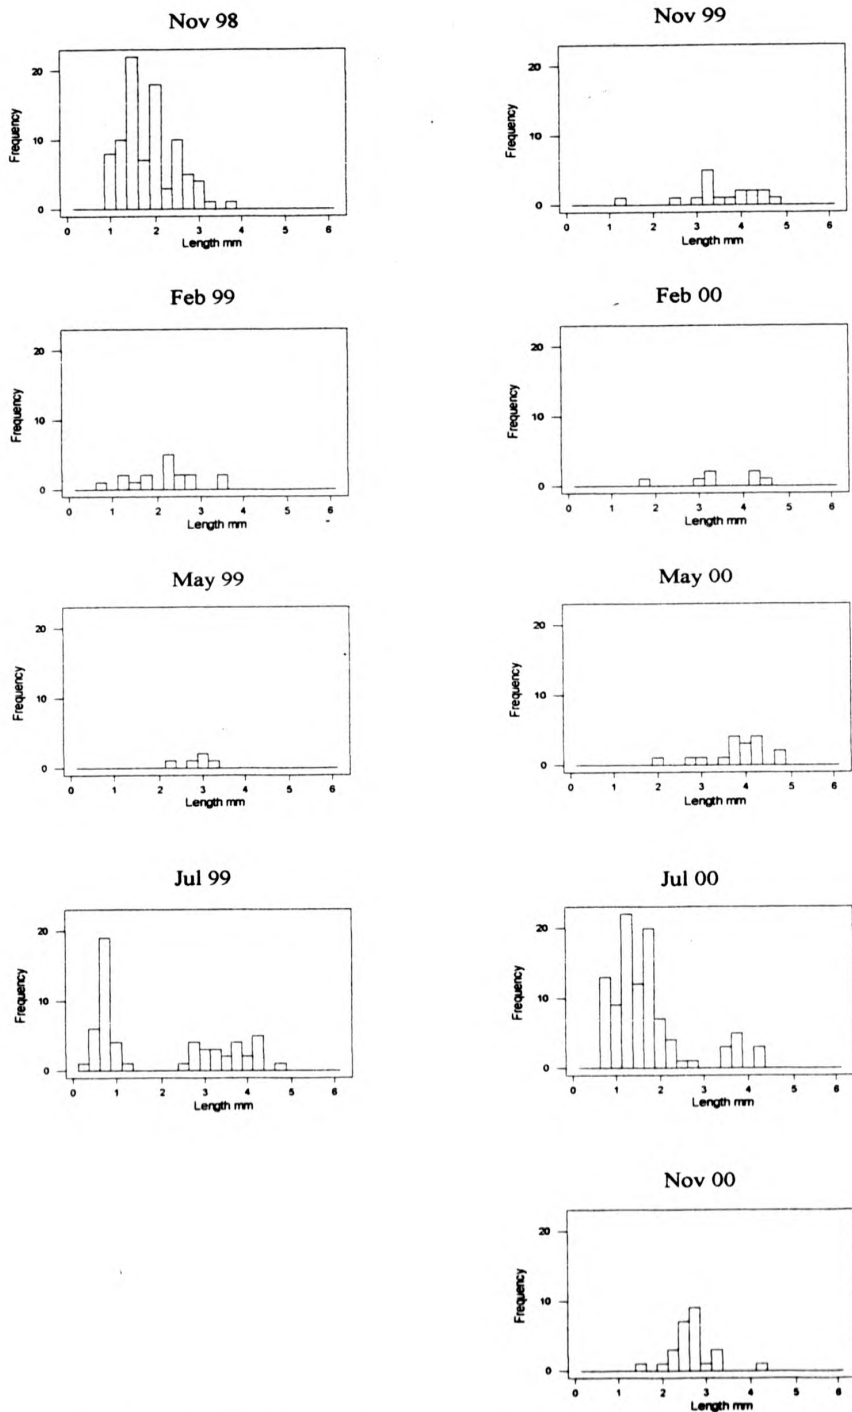 Nov 98
20
10
0
Frequency
0 1 2 3 4 5 6
Length mm
Nov 99
20
10
0
Frequency
0 1 2 3 4 5 6
Length mm
Feb 99
20
10
0
Frequency
0 1 2 3 4 5 6
Length mm
Feb 00
20
10
0
Frequency
0 1 2 3 4 5 6
Length mm
May 99
20
10
0
Frequency
0 1 2 3 4 5 6
Length mm
May 00
20
10
0
Frequency
0 1 2 3 4 5 6
Length mm
Jul 99
20
10
0
Frequency
0 1 2 3 4 5 6
Length mm
Jul 00
20
10
0
Frequency
0 1 2 3 4 5 6
Length mm
Nov 00
20
10
0
Frequency
0 1 2 3 4 5 6
Length mm